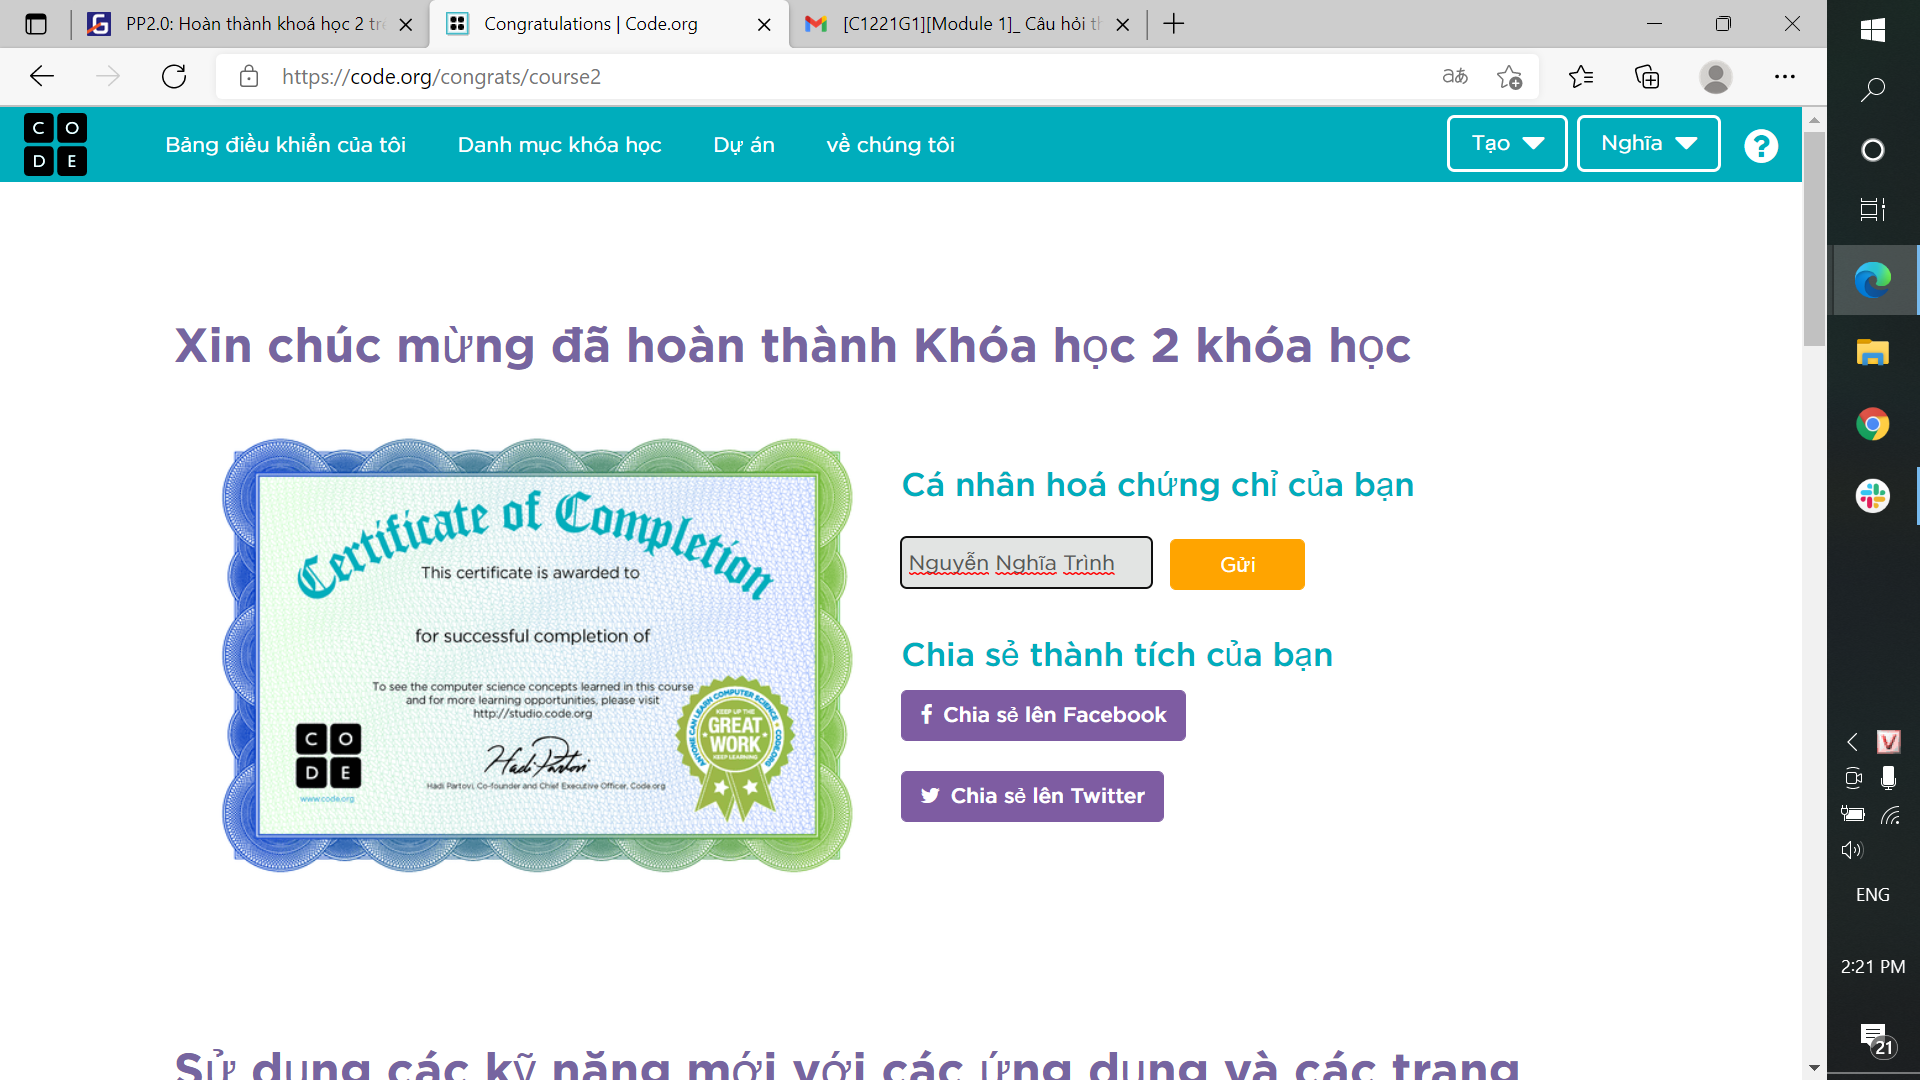 PP2.0: Hoàn thành khoá học 2 trê
Congratulations | Code.org
[C1221G1][Module 1]_ Câu hỏi th
https://code.org/congrats/course2
C O D E
Bảng điều khiển của tôi
Danh mục khóa học
Dự án
về chúng tôi
Tạo
Nghĩa
?
Xin chúc mừng đã hoàn thành Khóa học 2 khóa học
Certificate of Completion
This certificate is awarded to
for successful completion of
To see the computer science concepts learned in this course
and for more learning opportunities, please visit
http://studio.code.org
C O D E
www.code.org
Hadi Partovi
Hadi Partovi, Co-founder and Chief Executive Officer, Code.org
ANYONE CAN LEARN COMPUTER SCIENCE • CODE.ORG
KEEP UP THE
GREAT
WORK
KEEP LEARNING
Cá nhân hoá chứng chỉ của bạn
Nguyễn Nghĩa Trình
Gửi
Chia sẻ thành tích của bạn
Chia sẻ lên Facebook
Chia sẻ lên Twitter
Sử dụng các kỹ năng mới với các ứng dụng và các trang
ENG
2:21 PM
21